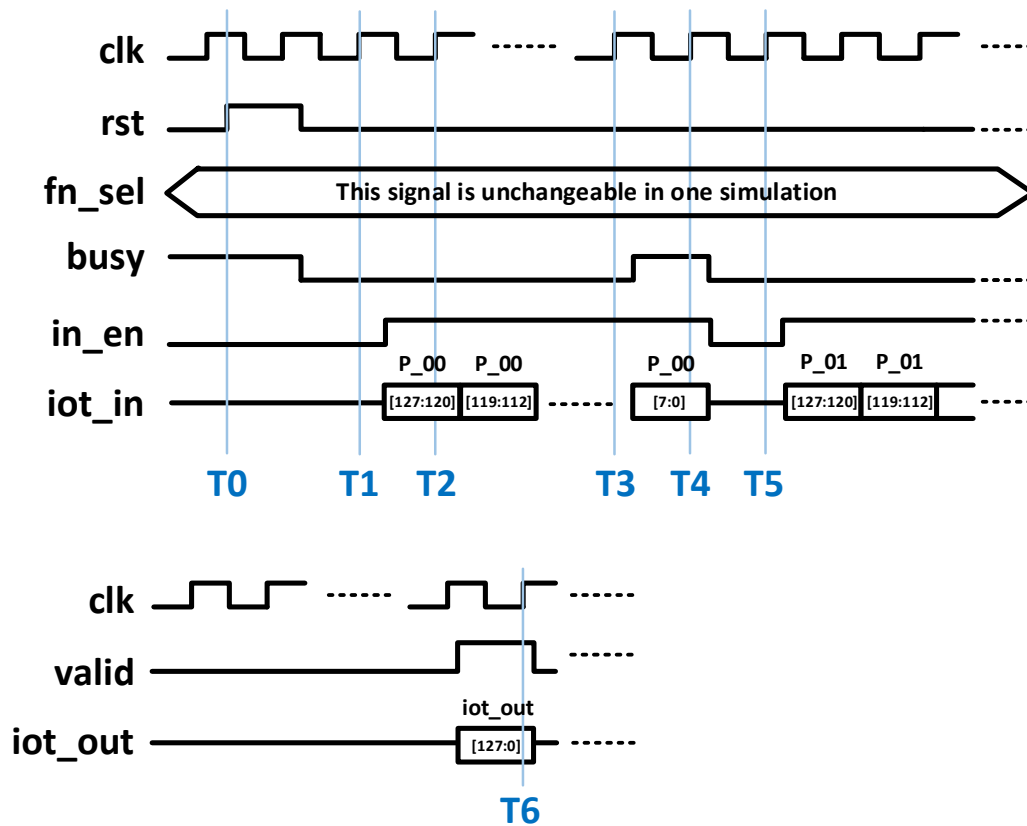 clk
rst
fn_sel
This signal is unchangeable in one simulation
busy
in_en
P_00 P_00 P_00 P_01 P_01
iot_in
[127:120] [119:112] [7:0] [127:120] [119:112]
T0 T1 T2 T3 T4 T5
clk
valid
iot_out
iot_out
[127:0]
T6